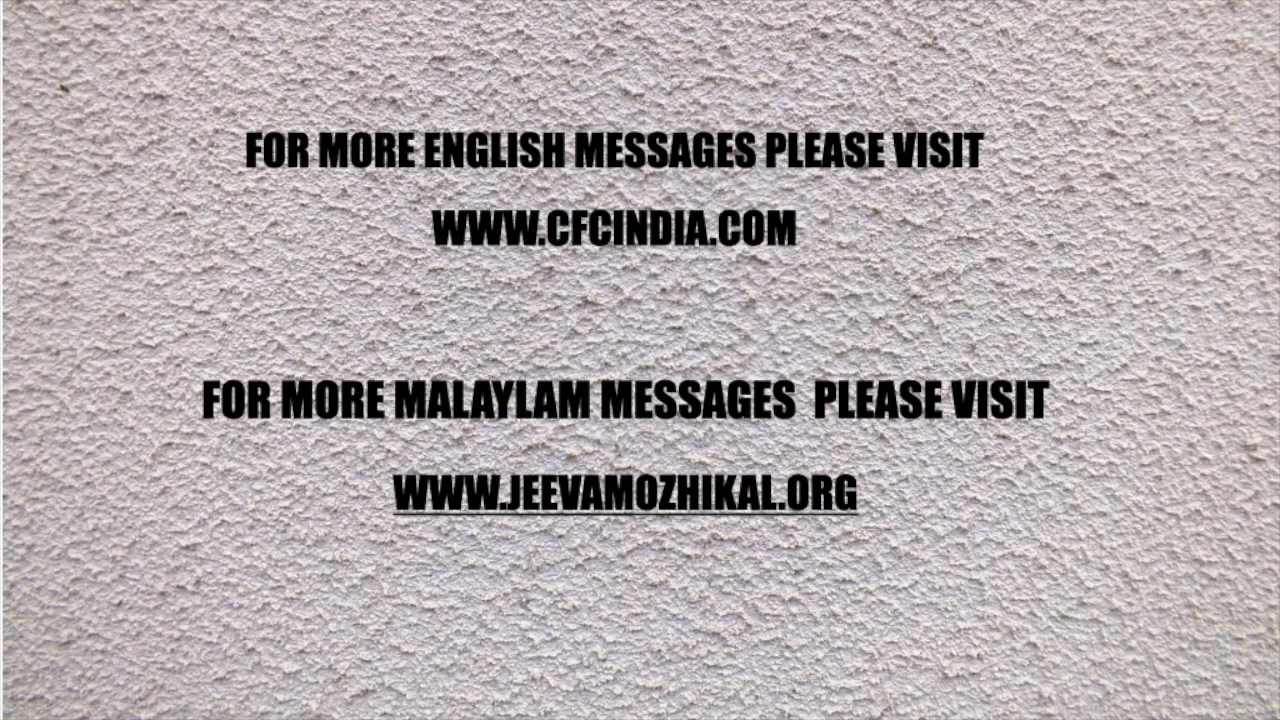 FOR MORE ENGLISH MESSAGES PLEASE VISIT
WWW.CFCINDIA.COM
FOR MORE MALAYLAM MESSAGES PLEASE VISIT
WWW.JEEVAMOZHIKAL.ORG